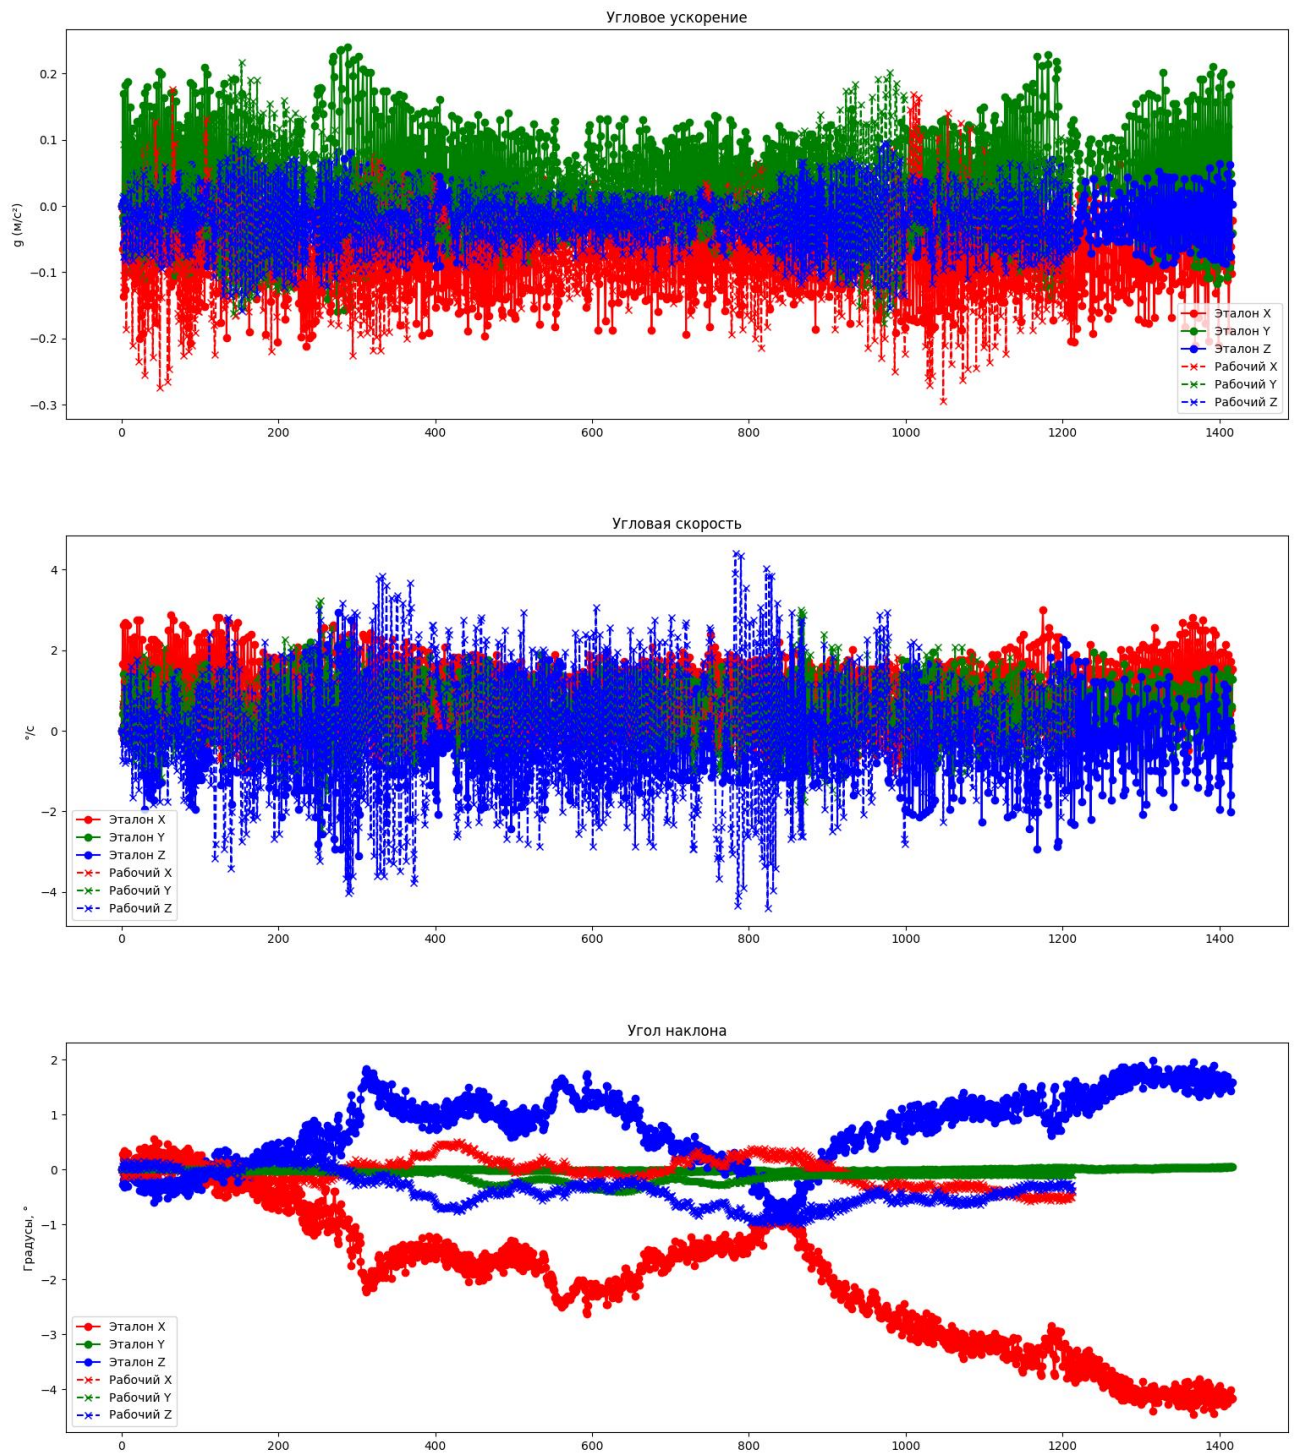 Угловое ускорение
g (м/c²)
0.2
0.1
0.0
−0.1
−0.2
−0.3
0 200 400 600 800 1000 1200 1400
Эталон X
Эталон Y
Эталон Z
Рабочий X
Рабочий Y
Рабочий Z
Угловая скорость
°/c
4
2
0
−2
−4
0 200 400 600 800 1000 1200 1400
Эталон X
Эталон Y
Эталон Z
Рабочий X
Рабочий Y
Рабочий Z
Угол наклона
Градусы, °
2
1
0
−1
−2
−3
−4
0 200 400 600 800 1000 1200 1400
Эталон X
Эталон Y
Эталон Z
Рабочий X
Рабочий Y
Рабочий Z